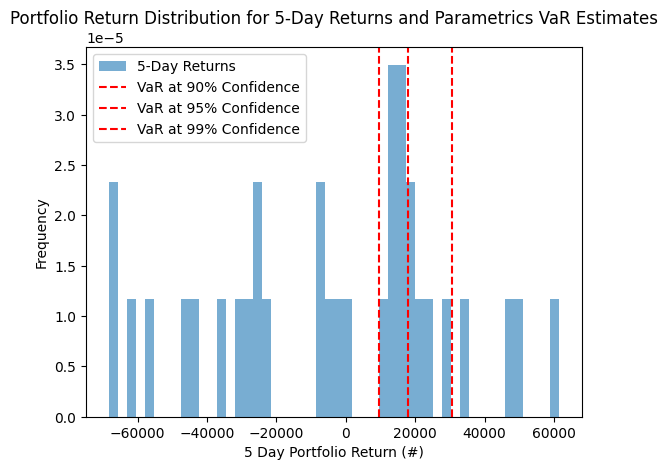 Portfolio Return Distribution for 5-Day Returns and Parametrics VaR Estimates
1e−5
5-Day Returns
VaR at 90% Confidence
VaR at 95% Confidence
VaR at 99% Confidence
3.5
3.0
2.5
2.0
1.5
1.0
0.5
0.0
Frequency
−60000 −40000 −20000 0 20000 40000 60000
5 Day Portfolio Return (#)